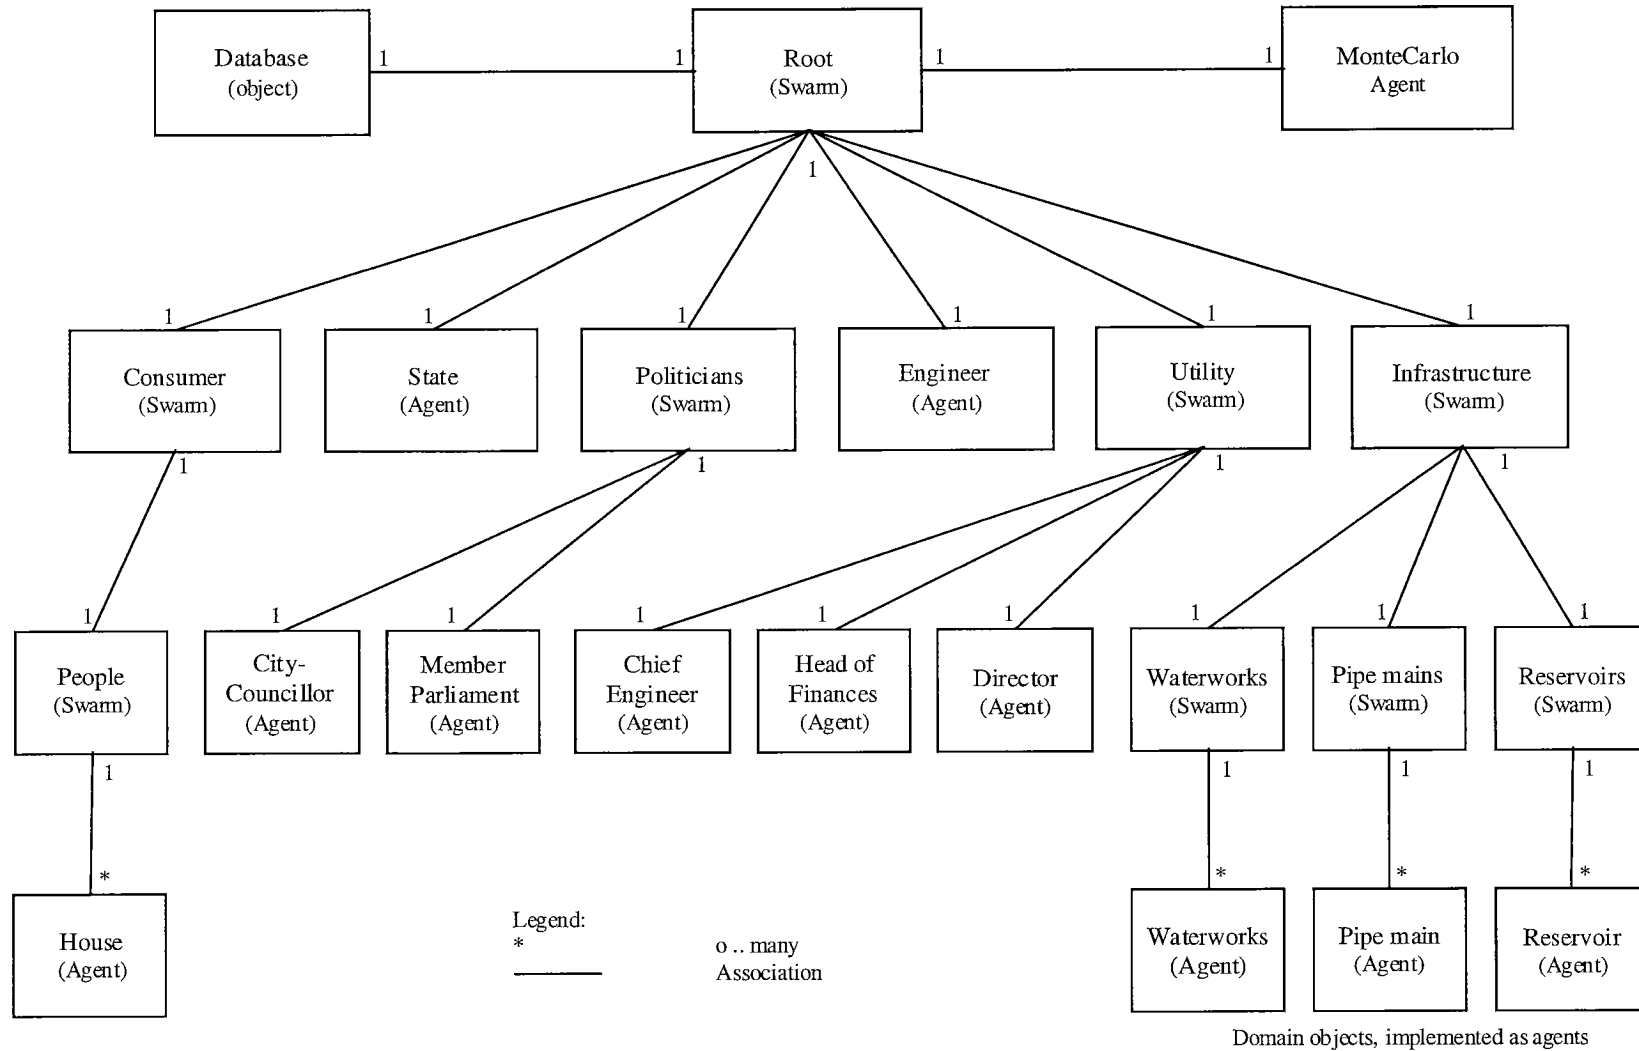 Database
(object)
1
1
Root
(Swarm)
1
1
MonteCarlo
Agent
1
1
1
1
1
1
1
Consumer
(Swarm)
State
(Agent)
Politicians
(Swarm)
Engineer
(Agent)
Utility
(Swarm)
Infrastructure
(Swarm)
1
1
1
1
1
1
1
1
1
1
1
1
1
People
(Swarm)
City-
Councillor
(Agent)
Member
Parliament
(Agent)
Chief
Engineer
(Agent)
Head of
Finances
(Agent)
Director
(Agent)
Waterworks
(Swarm)
Pipe mains
(Swarm)
Reservoirs
(Swarm)
1
1
1
1
*
*
*
*
House
(Agent)
Waterworks
(Agent)
Pipe main
(Agent)
Reservoir
(Agent)
Legend:
* o .. many
Association
Domain objects, implemented as agents